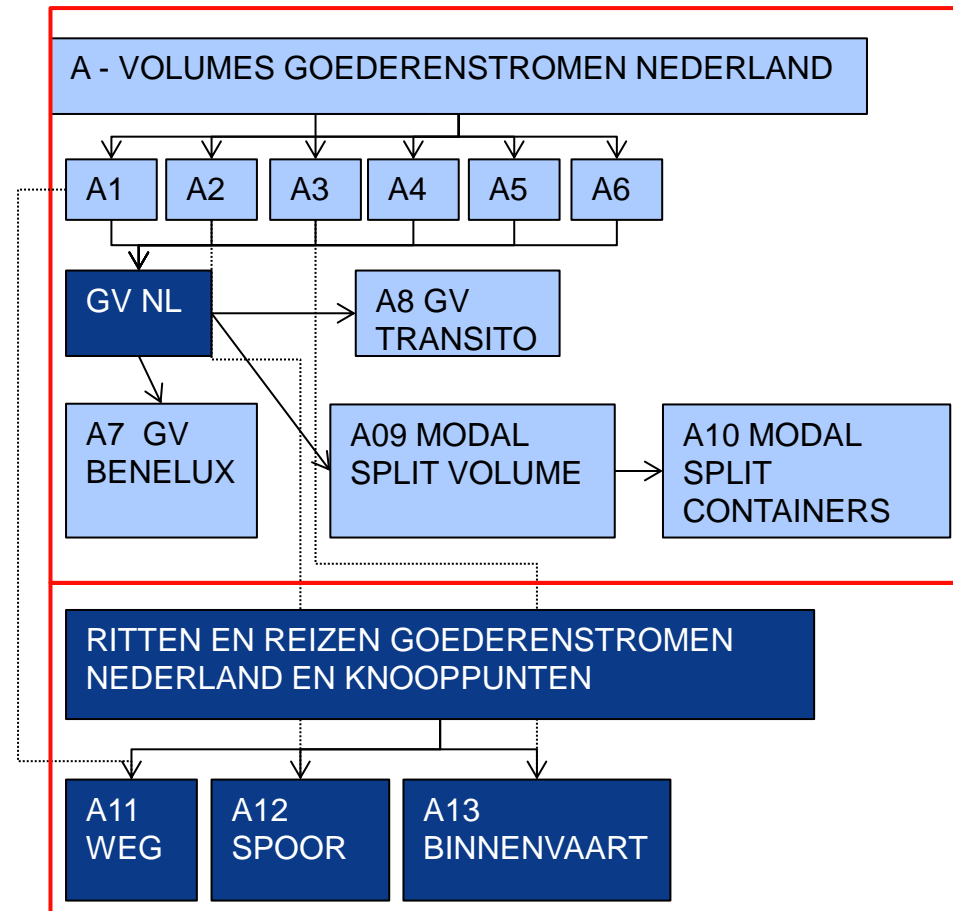 A - VOLUMES GOEDERENSTROMEN NEDERLAND
A1
A2
A3
A4
A5
A6
GV NL
A8 GV
TRANSITO
A7  GV
BENELUX
A09 MODAL
SPLIT VOLUME
A10 MODAL
SPLIT
CONTAINERS
RITTEN EN REIZEN GOEDERENSTROMEN
NEDERLAND EN KNOOPPUNTEN
A11
WEG
A12
SPOOR
A13
BINNENVAART